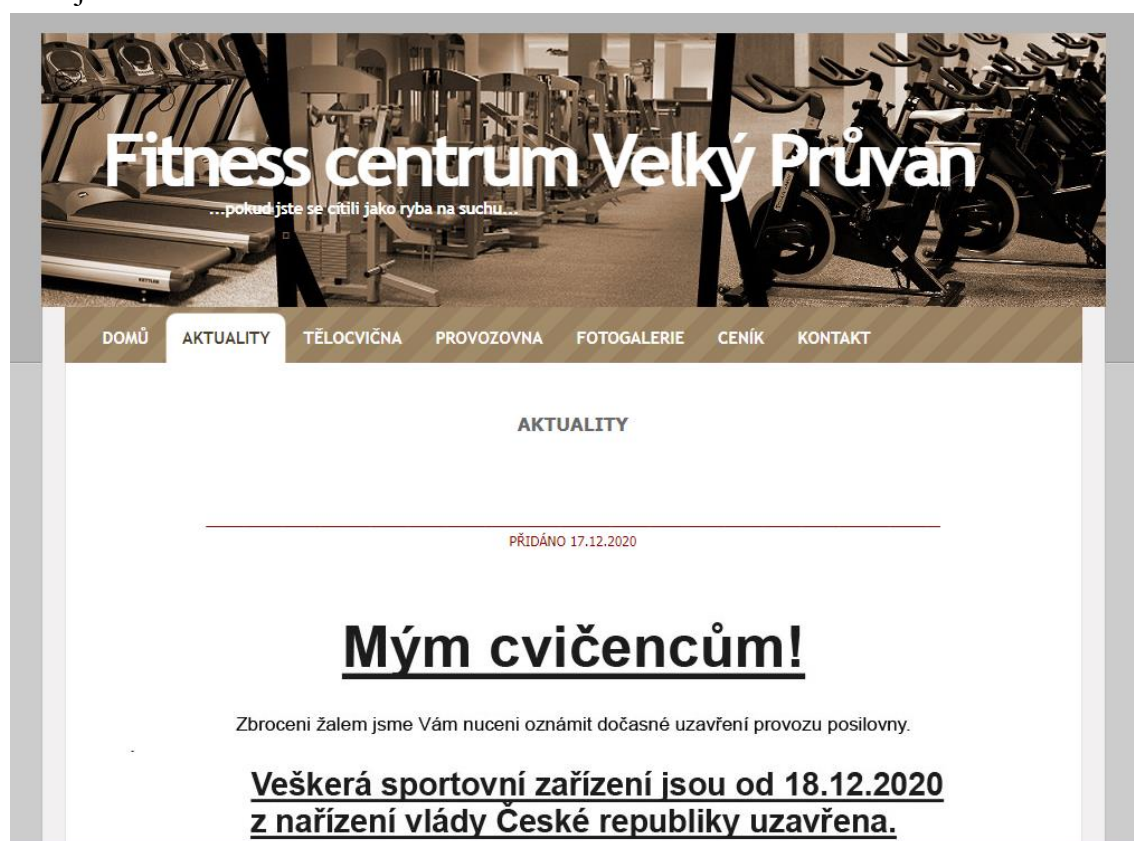 Fitness centrum Velký Průvan
...pokud jste se cítili jako ryba na suchu...
DOMŮ AKTUALITY TĚLOCVIČNA PROVOZOVNA FOTOGALERIE CENÍK KONTAKT
AKTUALITY
PŘIDÁNO 17.12.2020
Mým cvičencům!
Zbroceni žalem jsme Vám nuceni oznámit dočasné uzavření provozu posilovny.
Veškerá sportovní zařízení jsou od 18.12.2020
z nařízení vlády České republiky uzavřena.